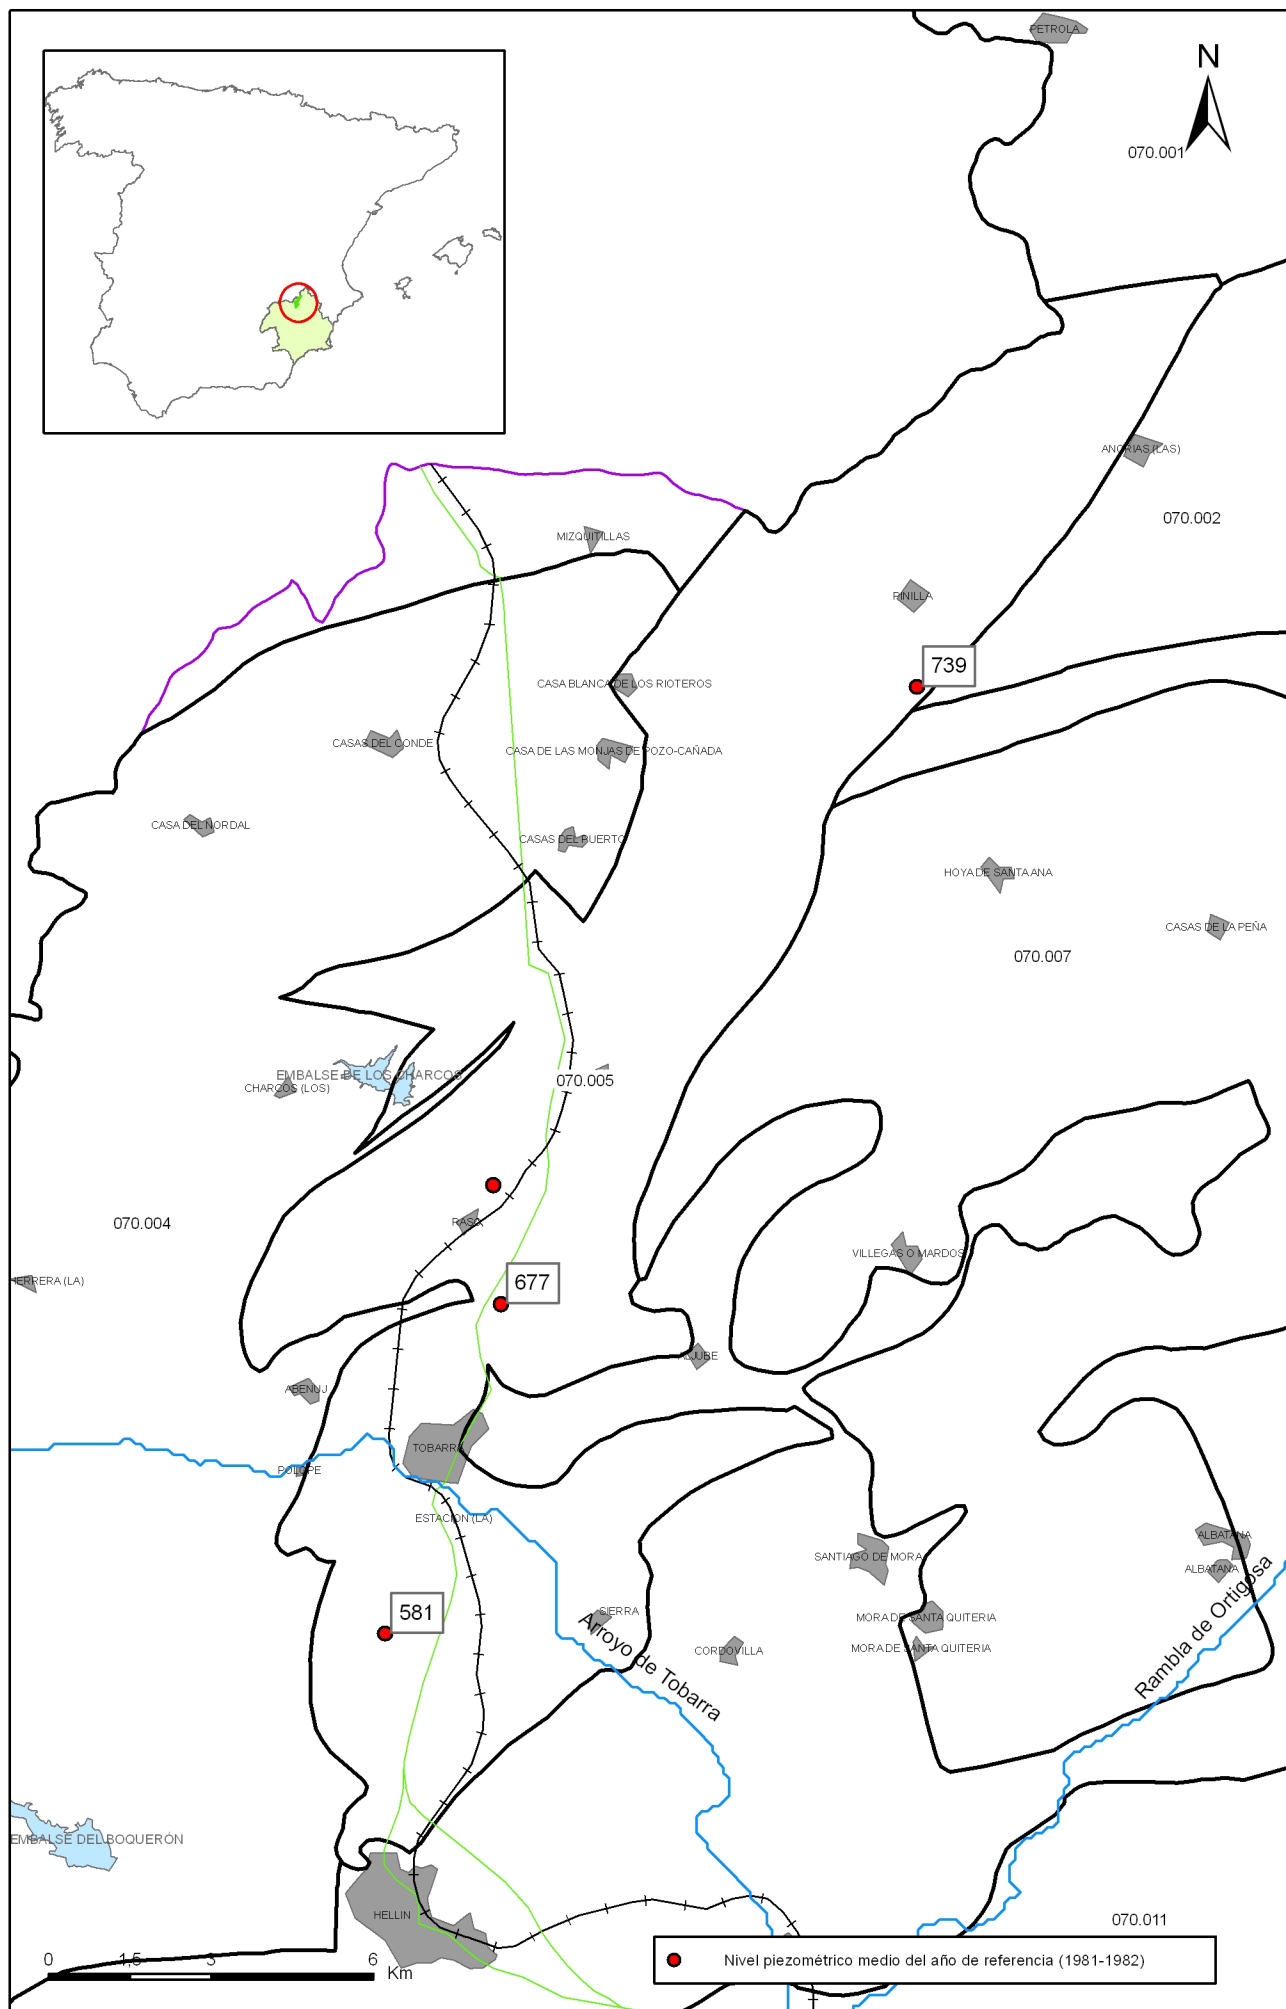 PETROLA
N
070.001
ANORIAS (LAS)
070.002
MIZQUITILLAS
PINILLA
739
CASA BLANCA DE LOS RIOTEROS
CASAS DEL CONDE
CASA DE LAS MONJAS DE POZO-CAÑADA
CASA DEL ÑORDAL
CASAS DEL PUERTO
HOYA DE SANTA ANA
CASAS DE LA PEÑA
070.007
EMBALSE DE LOS CHARCOS
CHARCOS (LOS)
070.005
070.004
RASO
VILLEGAS O MARDOS
HERRERA (LA)
677
ALJUBE
ABENUJ
TOBARRA
POLOPE
ESTACION (LA)
ALBATANA
SANTIAGO DE MORA
ALBATANA
581
SIERRA
MORA DE SANTA QUITERIA
CORDOVILLA
MORA DE SANTA QUITERIA
Arroyo de Tobarra
Rambla de Ortigosa
EMBALSE DEL BOQUERÓN
HELLIN
070.011
0 1,5 3 6
Km
Nivel piezométrico medio del año de referencia (1981-1982)